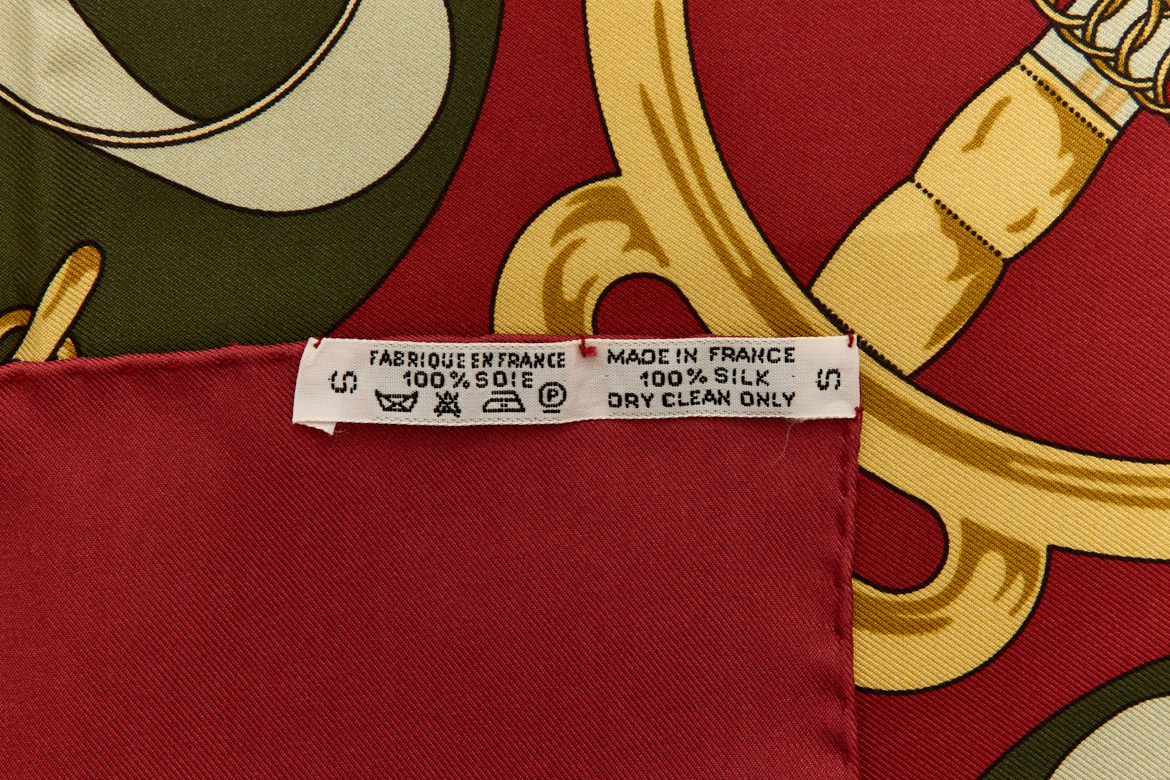 S
FABRIQUE EN FRANCE
100% SOIE
P
MADE IN FRANCE
100% SILK
DRY CLEAN ONLY
S